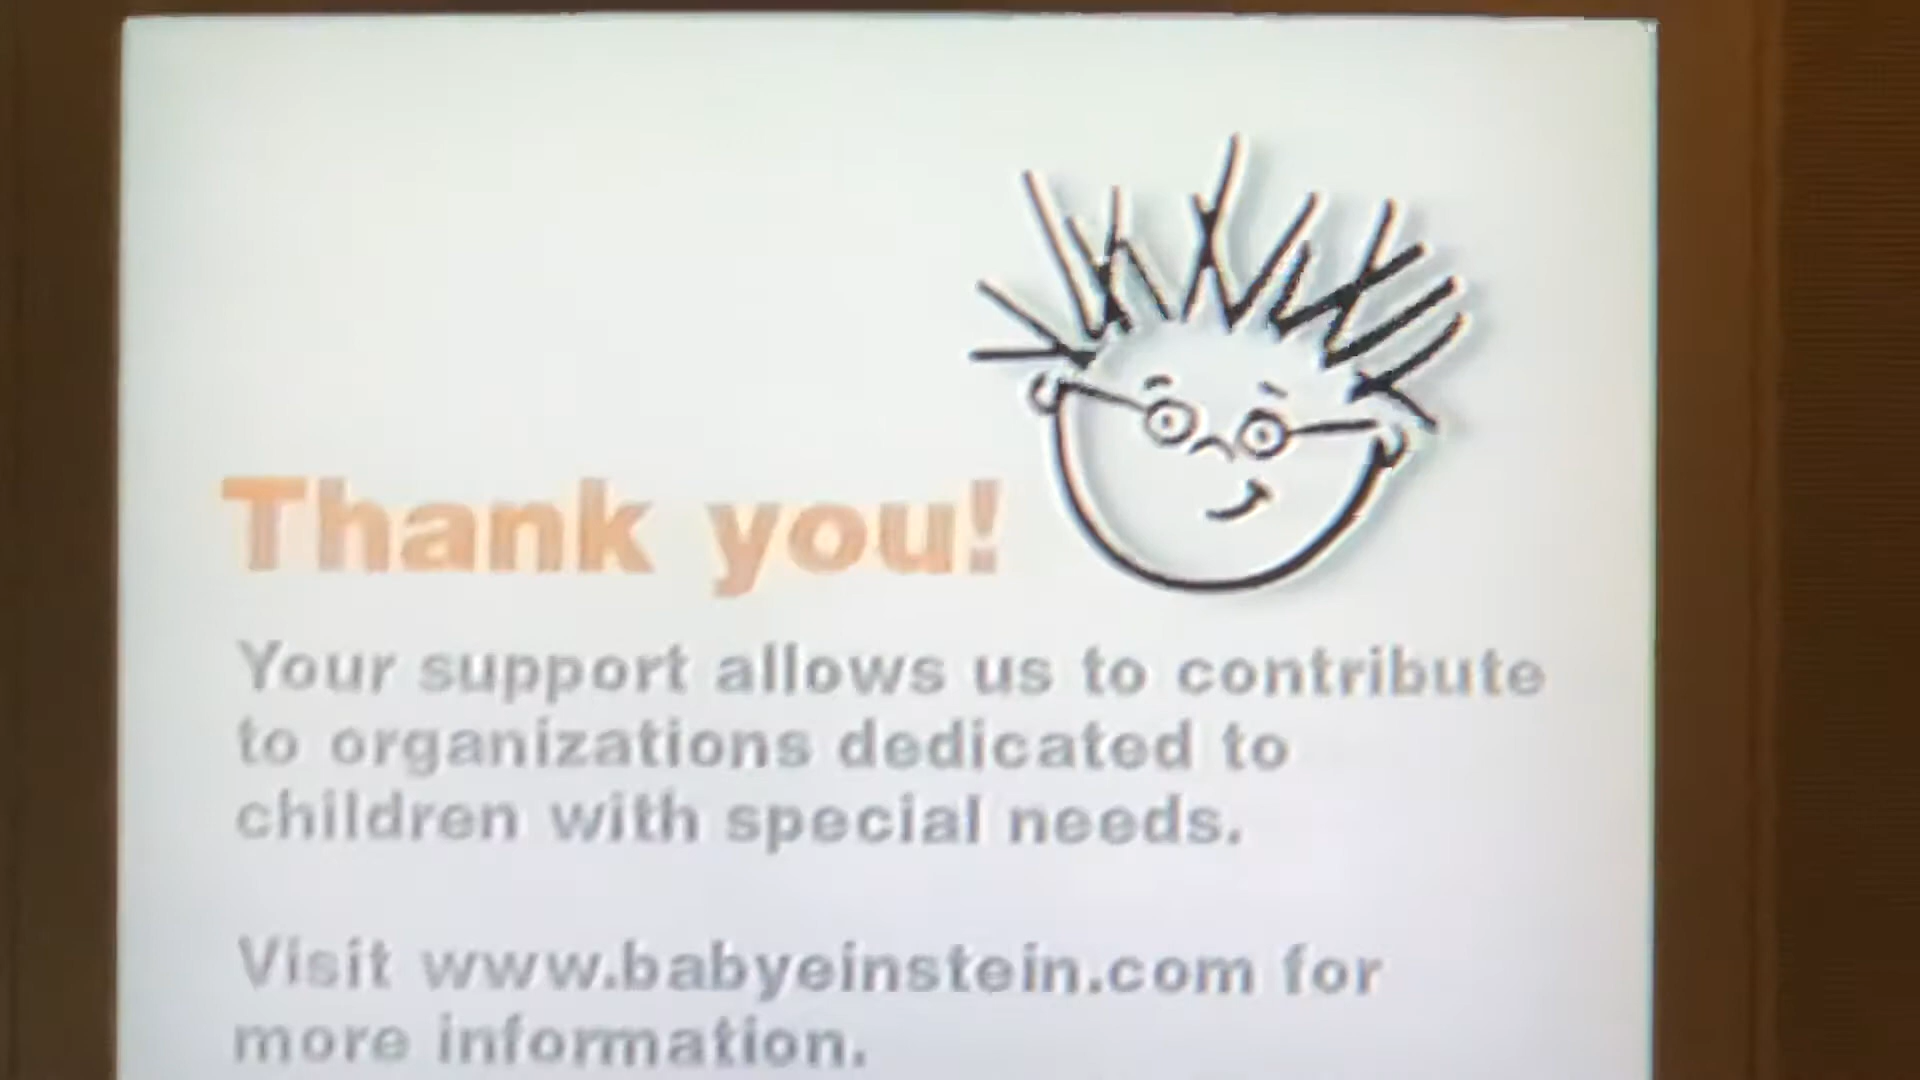 Thank you!
Your support allows us to contribute
to organizations dedicated to
children with special needs.
Visit www.babyeinstein.com for
more information.